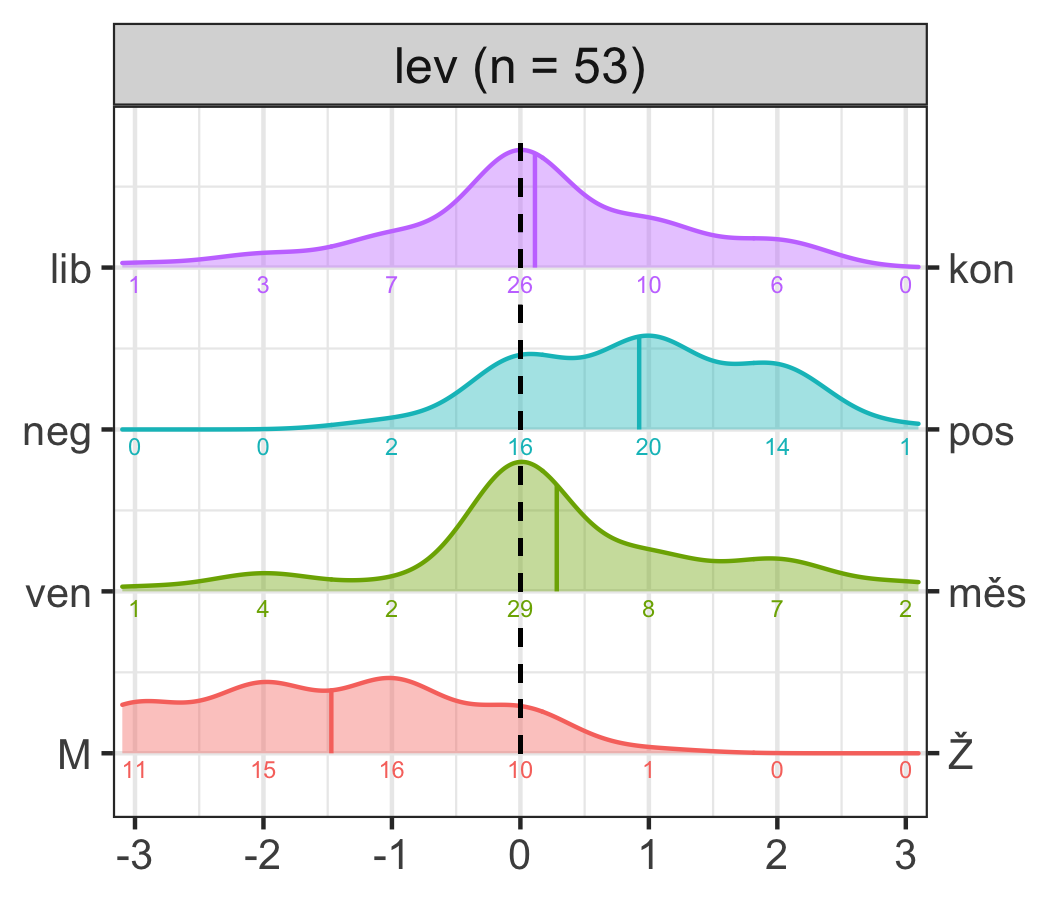 lev (n = 53)
lib kon
1 3 7 26 10 6 0
neg pos
0 0 2 16 20 14 1
ven měs
1 4 2 29 8 7 2
M Ž
11 15 16 10 1 0 0
-3 -2 -1 0 1 2 3